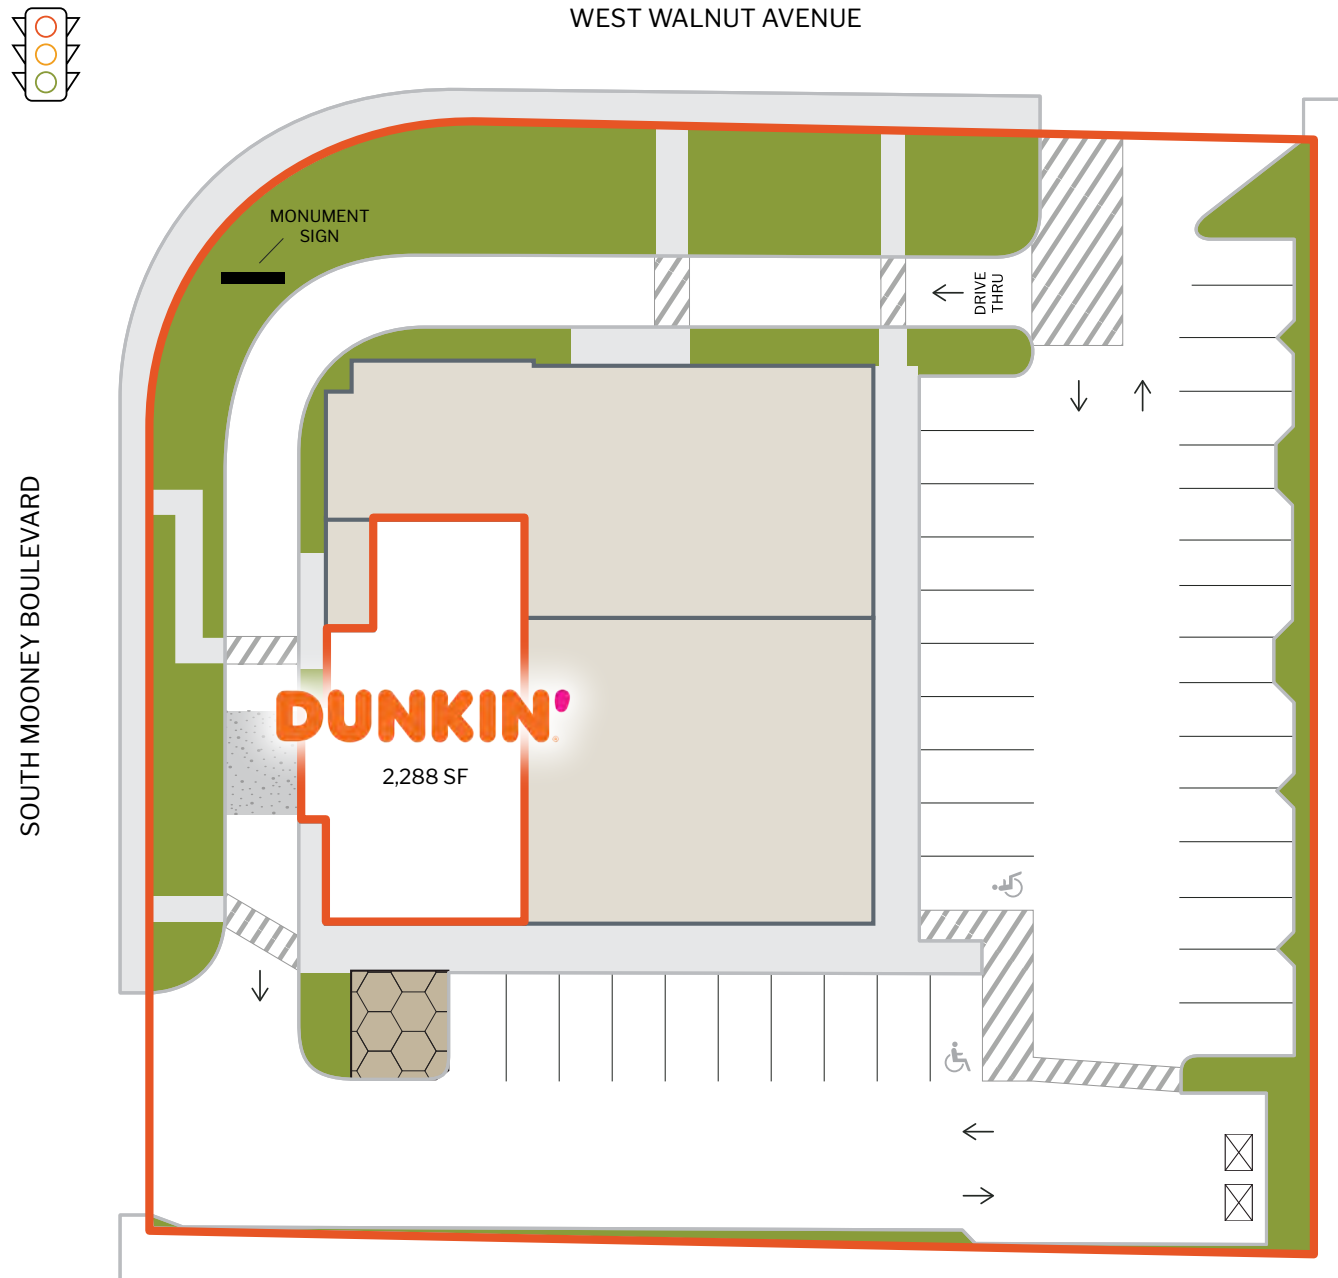 WEST WALNUT AVENUE
MONUMENT
SIGN
DRIVE
THRU
SOUTH MOONEY BOULEVARD
DUNKIN'
2,288 SF